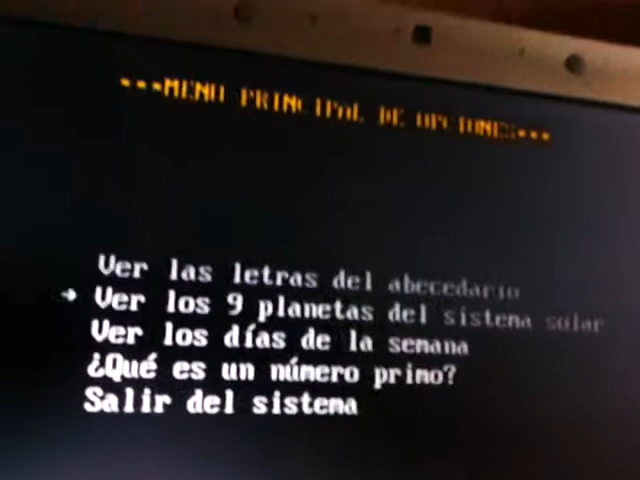 ---MENU PRINCIPAL DE OPCIONES---
Ver las letras del abecedario
→ Ver los 9 planetas del sistema solar
Ver los días de la semana
¿Qué es un número primo?
Salir del sistema